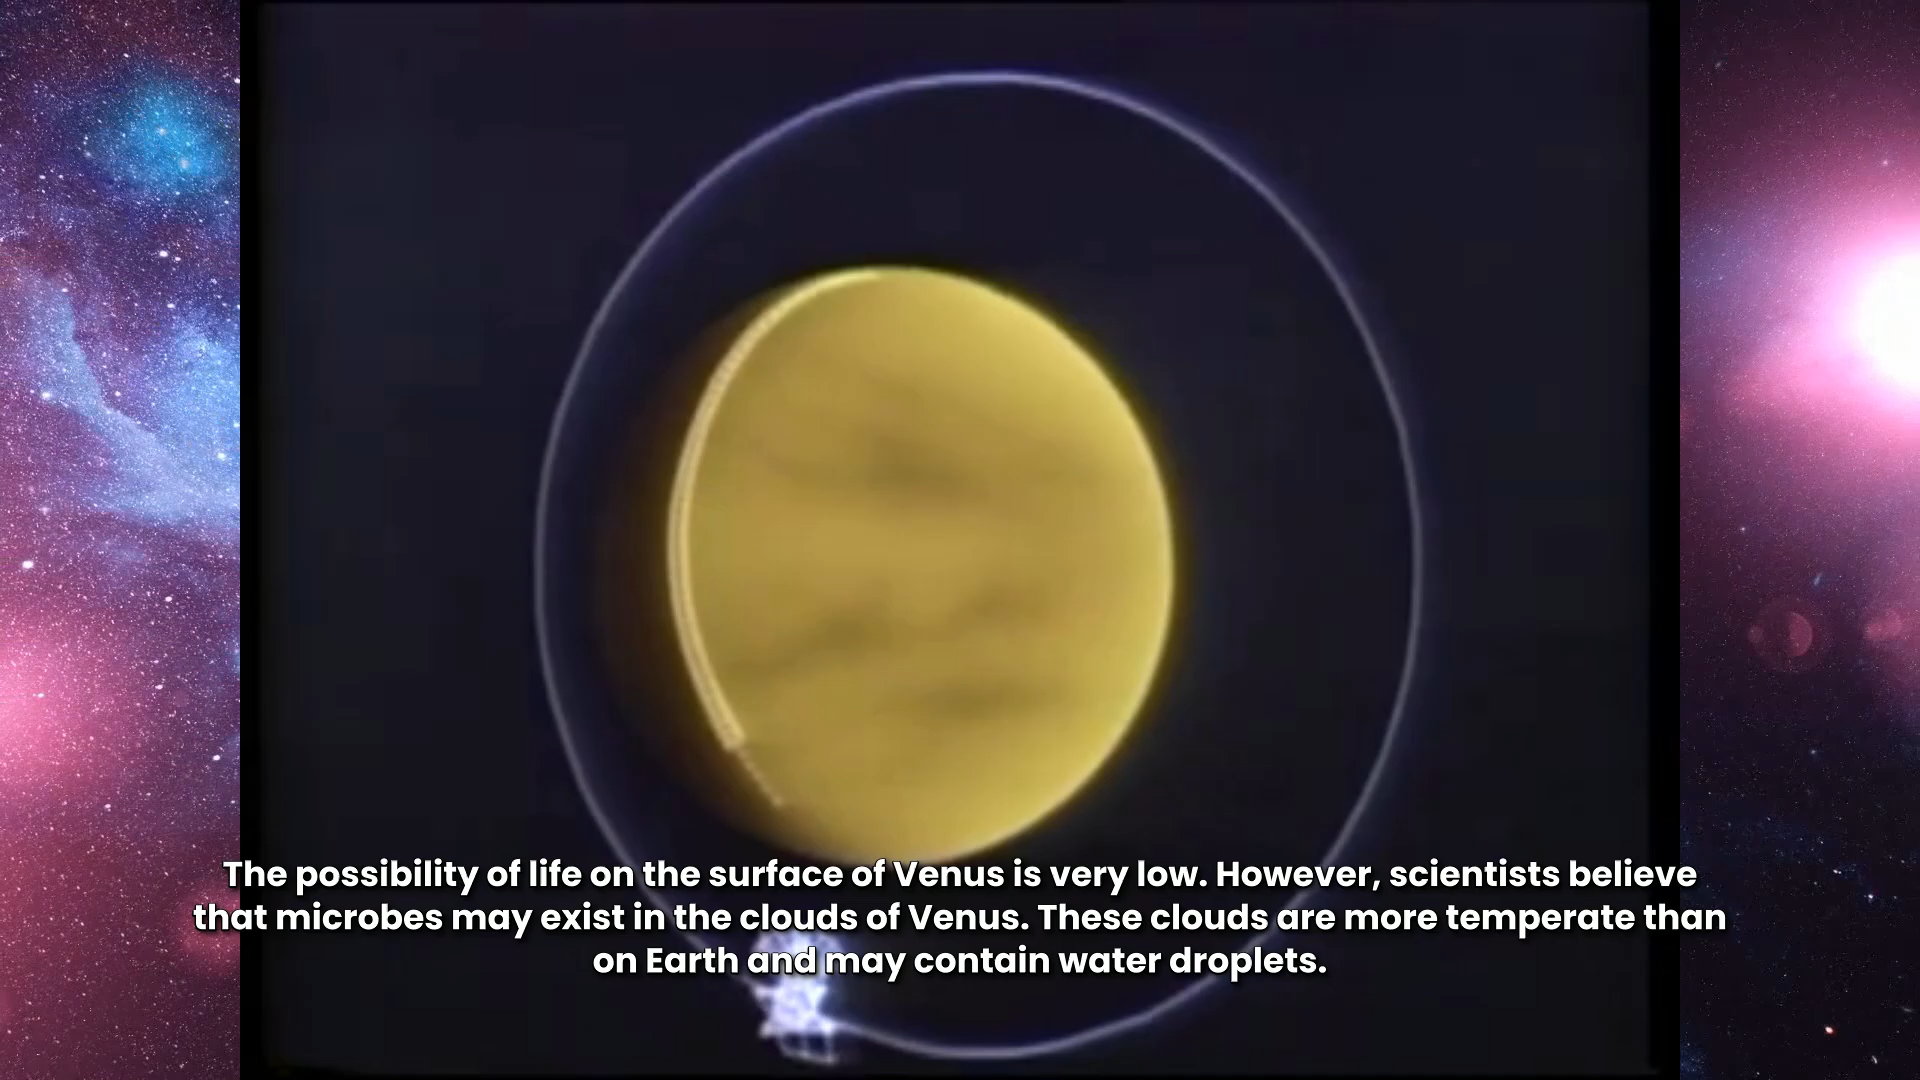 The possibility of life on the surface of Venus is very low. However, scientists believe
that microbes may exist in the clouds of Venus. These clouds are more temperate than
on Earth and may contain water droplets.